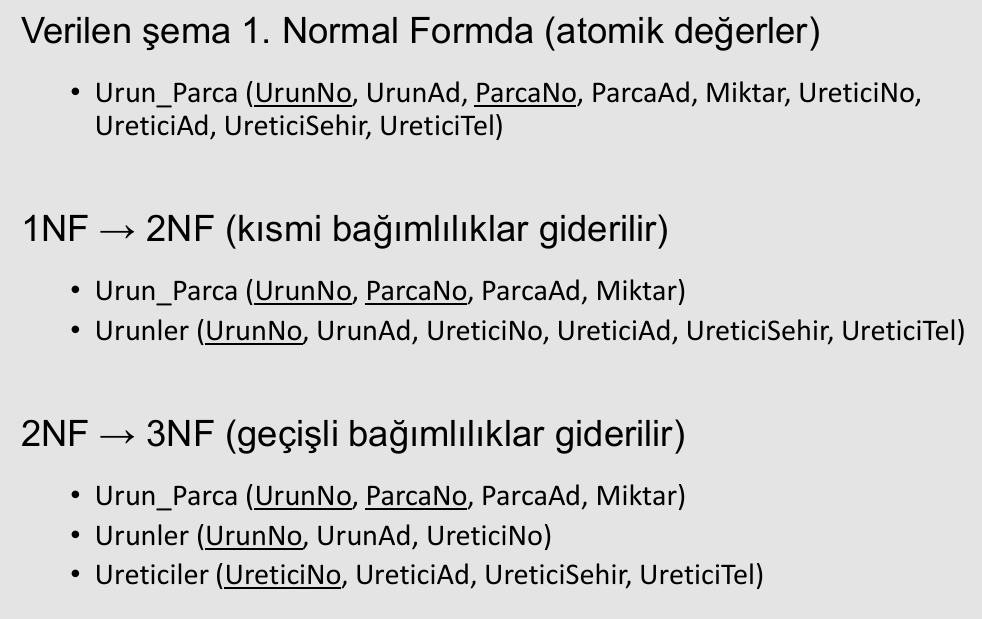 Verilen şema 1. Normal Formda (atomik değerler)
• Urun_Parca (UrunNo, UrunAd, ParcaNo, ParcaAd, Miktar, UreticiNo,
UreticiAd, UreticiSehir, UreticiTel)
1NF → 2NF (kısmi bağımlılıklar giderilir)
• Urun_Parca (UrunNo, ParcaNo, ParcaAd, Miktar)
• Urunler (UrunNo, UrunAd, UreticiNo, UreticiAd, UreticiSehir, UreticiTel)
2NF → 3NF (geçişli bağımlılıklar giderilir)
• Urun_Parca (UrunNo, ParcaNo, ParcaAd, Miktar)
• Urunler (UrunNo, UrunAd, UreticiNo)
• Ureticiler (UreticiNo, UreticiAd, UreticiSehir, UreticiTel)